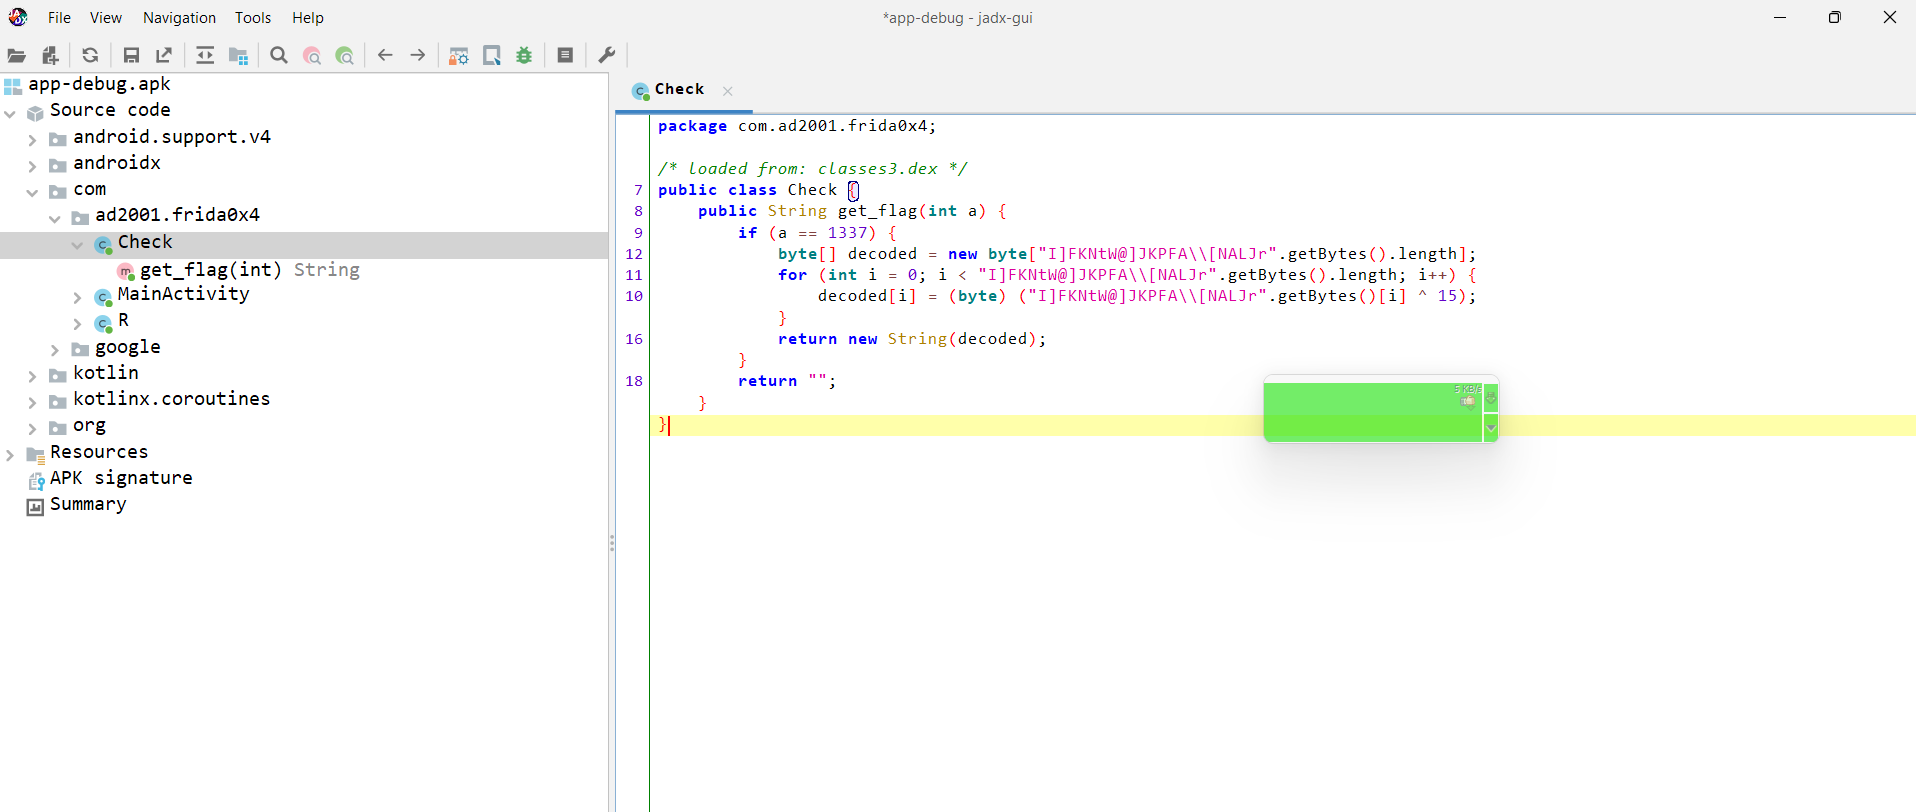 File View Navigation Tools Help
*app-debug - jadx-gui
app-debug.apk
Source code
android.support.v4
androidx
com
ad2001.frida0x4
Check
get_flag(int) String
MainActivity
R
google
kotlin
kotlinx.coroutines
org
Resources
APK signature
Summary
Check
package com.ad2001.frida0x4;
/* loaded from: classes3.dex */
7 public class Check {
8 public String get_flag(int a) {
9 if (a == 1337) {
12 byte[] decoded = new byte["I]FKNtW@]JKPFA\\[NALJr".getBytes().length];
11 for (int i = 0; i < "I]FKNtW@]JKPFA\\[NALJr".getBytes().length; i++) {
10 decoded[i] = (byte) ("I]FKNtW@]JKPFA\\[NALJr".getBytes()[i] ^ 15);
}
16 return new String(decoded);
}
18 return "";
}
}
5 KB/s